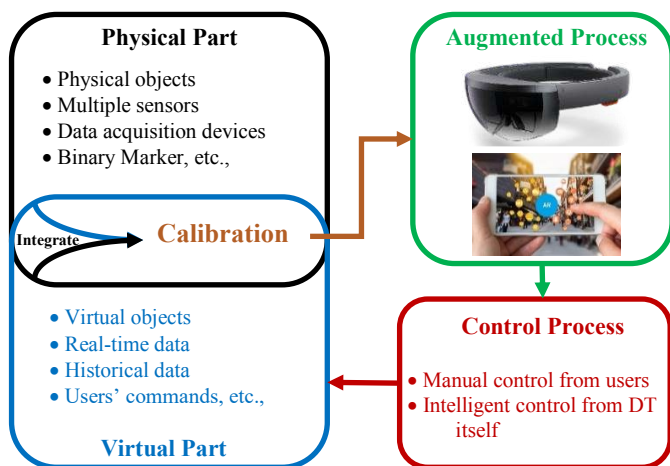 Physical Part
• Physical objects
• Multiple sensors
• Data acquisition devices
• Binary Marker, etc.,
Integrate
Calibration
• Virtual objects
• Real-time data
• Historical data
• Users’ commands, etc.,
Virtual Part
Augmented Process
AR
Control Process
• Manual control from users
• Intelligent control from DT
itself